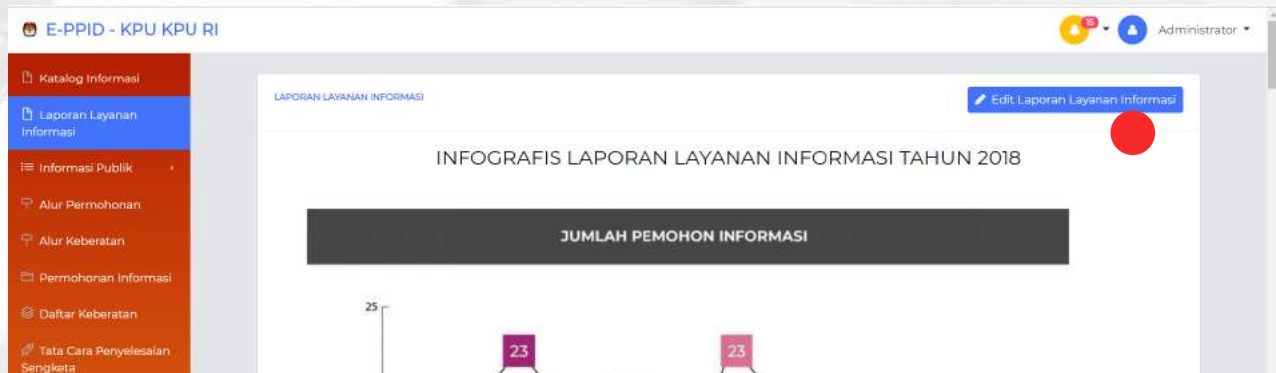 E-PPID - KPU KPU RI
15
Administrator
Katalog Informasi
Laporan Layanan
Informasi
Informasi Publik
Alur Permohonan
Alur Keberatan
Permohonan Informasi
Daftar Keberatan
Tata Cara Penyelesaian
Sengketa
LAPORAN LAYANAN INFORMASI
Edit Laporan Layanan Informasi
INFOGRAFIS LAPORAN LAYANAN INFORMASI TAHUN 2018
JUMLAH PEMOHON INFORMASI
25
23
23